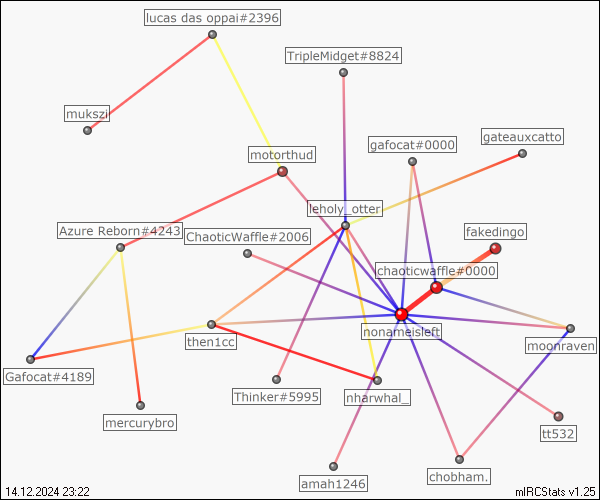 lucas das oppai#2396
TripleMidget#8824
mukszi
gafocat#0000
gateauxcatto
motorthud
leholy_otter
Azure Reborn#4243
ChaoticWaffle#2006
fakedingo
chaoticwaffle#0000
nonameisleft
then1cc
moonraven
Gafocat#4189
Thinker#5995
nharwhal_
mercurybro
tt532
amah1246
chobham.
14.12.2024 23:22
mIRCStats v1.25